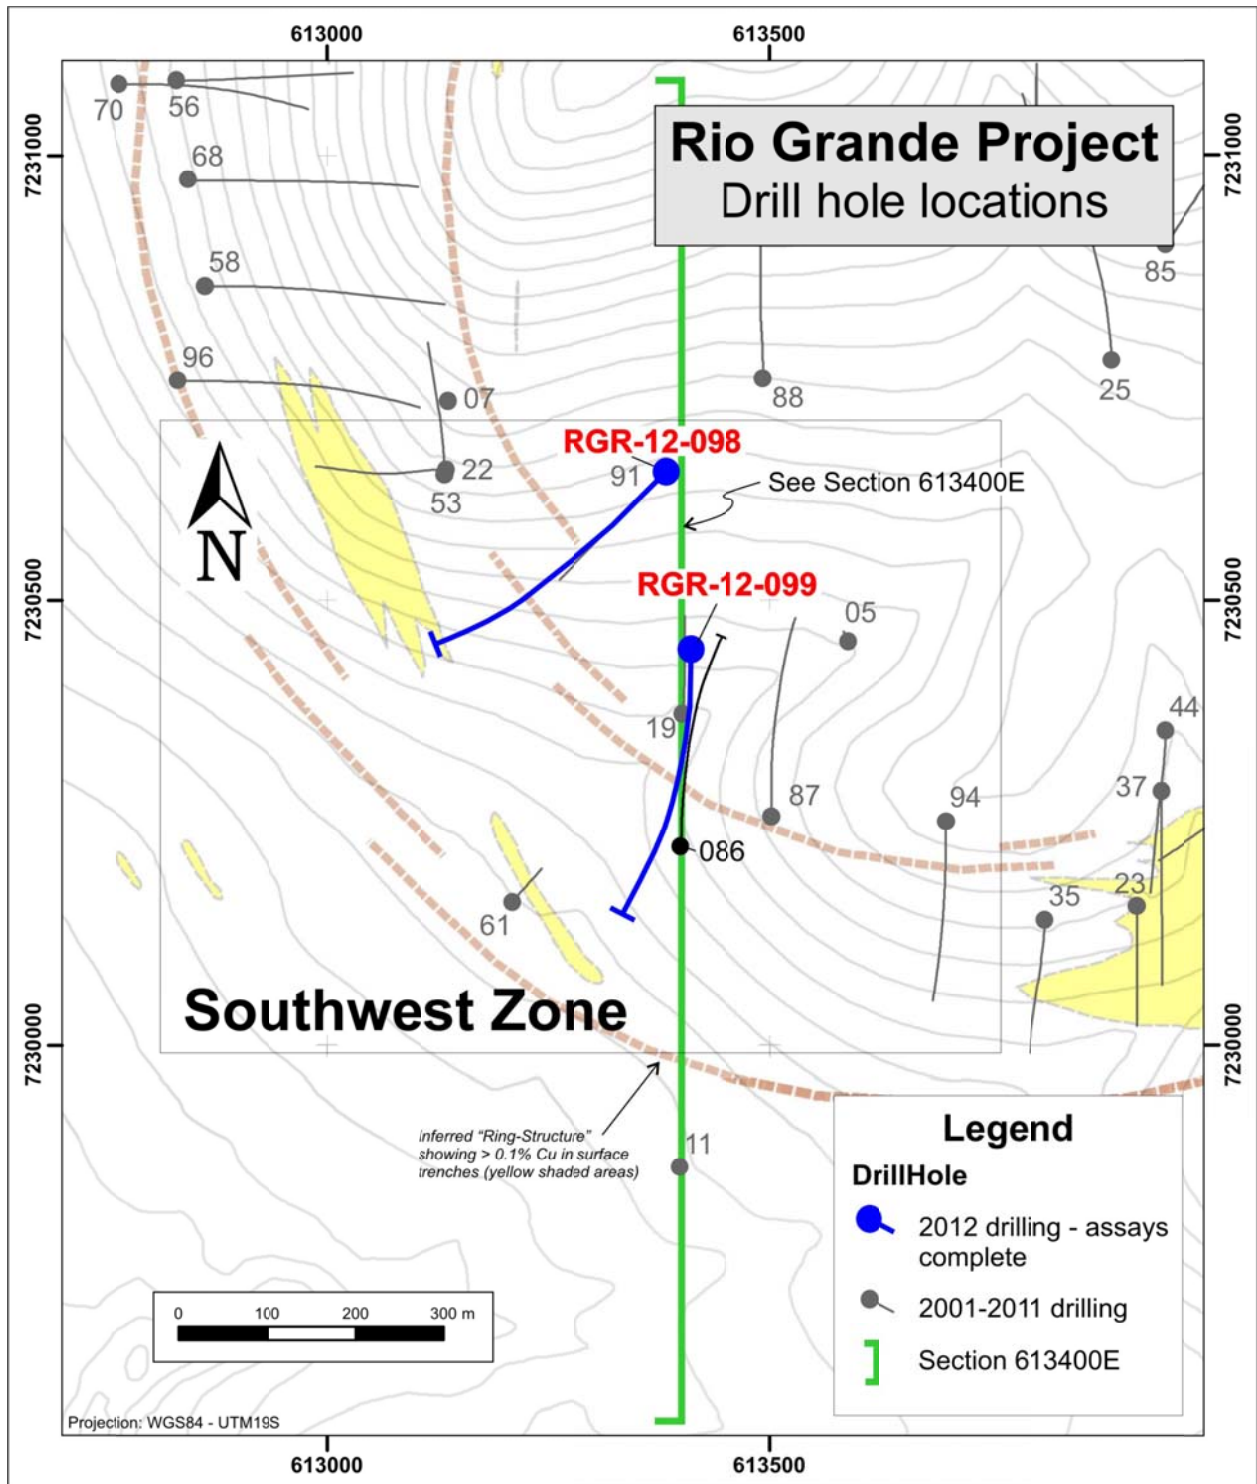 613000
613500
7231000
7231000
Rio Grande Project
Drill hole locations
70
56
68
58
85
96
07
88
25
RGR-12-098
91
22
53
See Section 613400E
N
7230500
7230500
RGR-12-099
05
19
44
87
94
37
086
23
35
61
Southwest Zone
7230000
7230000
inferred “Ring-Structure”
showing > 0.1% Cu in surface
trenches (yellow shaded areas)
11
Legend
DrillHole
2012 drilling - assays
complete
2001-2011 drilling
Section 613400E
0 100 200 300 m
Projection: WGS84 - UTM19S
613000
613500